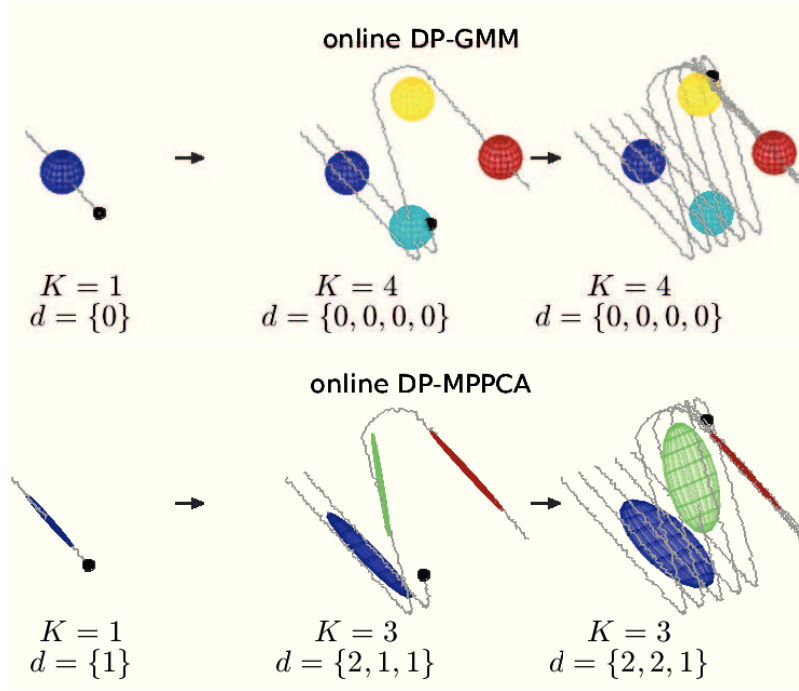 online DP-GMM
K = 1
d = {0}
K = 4
d = {0, 0, 0, 0}
K = 4
d = {0, 0, 0, 0}
online DP-MPPCA
K = 1
d = {1}
K = 3
d = {2, 1, 1}
K = 3
d = {2, 2, 1}